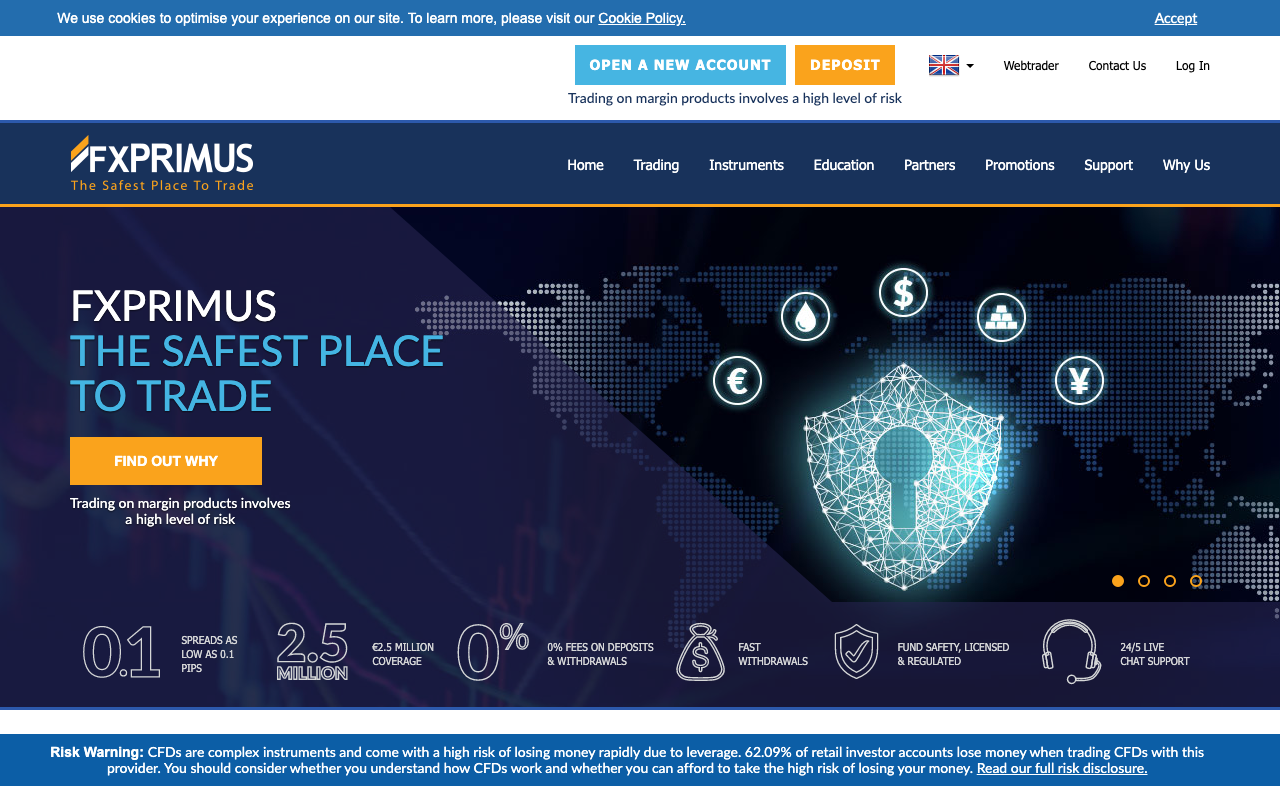 We use cookies to optimise your experience on our site. To learn more, please visit our Cookie Policy.
Accept
OPEN A NEW ACCOUNT
DEPOSIT
Webtrader
Contact Us
Log In
Trading on margin products involves a high level of risk
FXPRIMUS
The Safest Place To Trade
Home
Trading
Instruments
Education
Partners
Promotions
Support
Why Us
FXPRIMUS
THE SAFEST PLACE
TO TRADE
FIND OUT WHY
Trading on margin products involves
a high level of risk
€
$
¥
0.1
SPREADS AS
LOW AS 0.1
PIPS
2.5
MILLION
€2.5 MILLION
COVERAGE
0%
0% FEES ON DEPOSITS
& WITHDRAWALS
$
FAST
WITHDRAWALS
FUND SAFETY, LICENSED
& REGULATED
24/5 LIVE
CHAT SUPPORT
Risk Warning: CFDs are complex instruments and come with a high risk of losing money rapidly due to leverage. 62.09% of retail investor accounts lose money when trading CFDs with this
provider. You should consider whether you understand how CFDs work and whether you can afford to take the high risk of losing your money. Read our full risk disclosure.